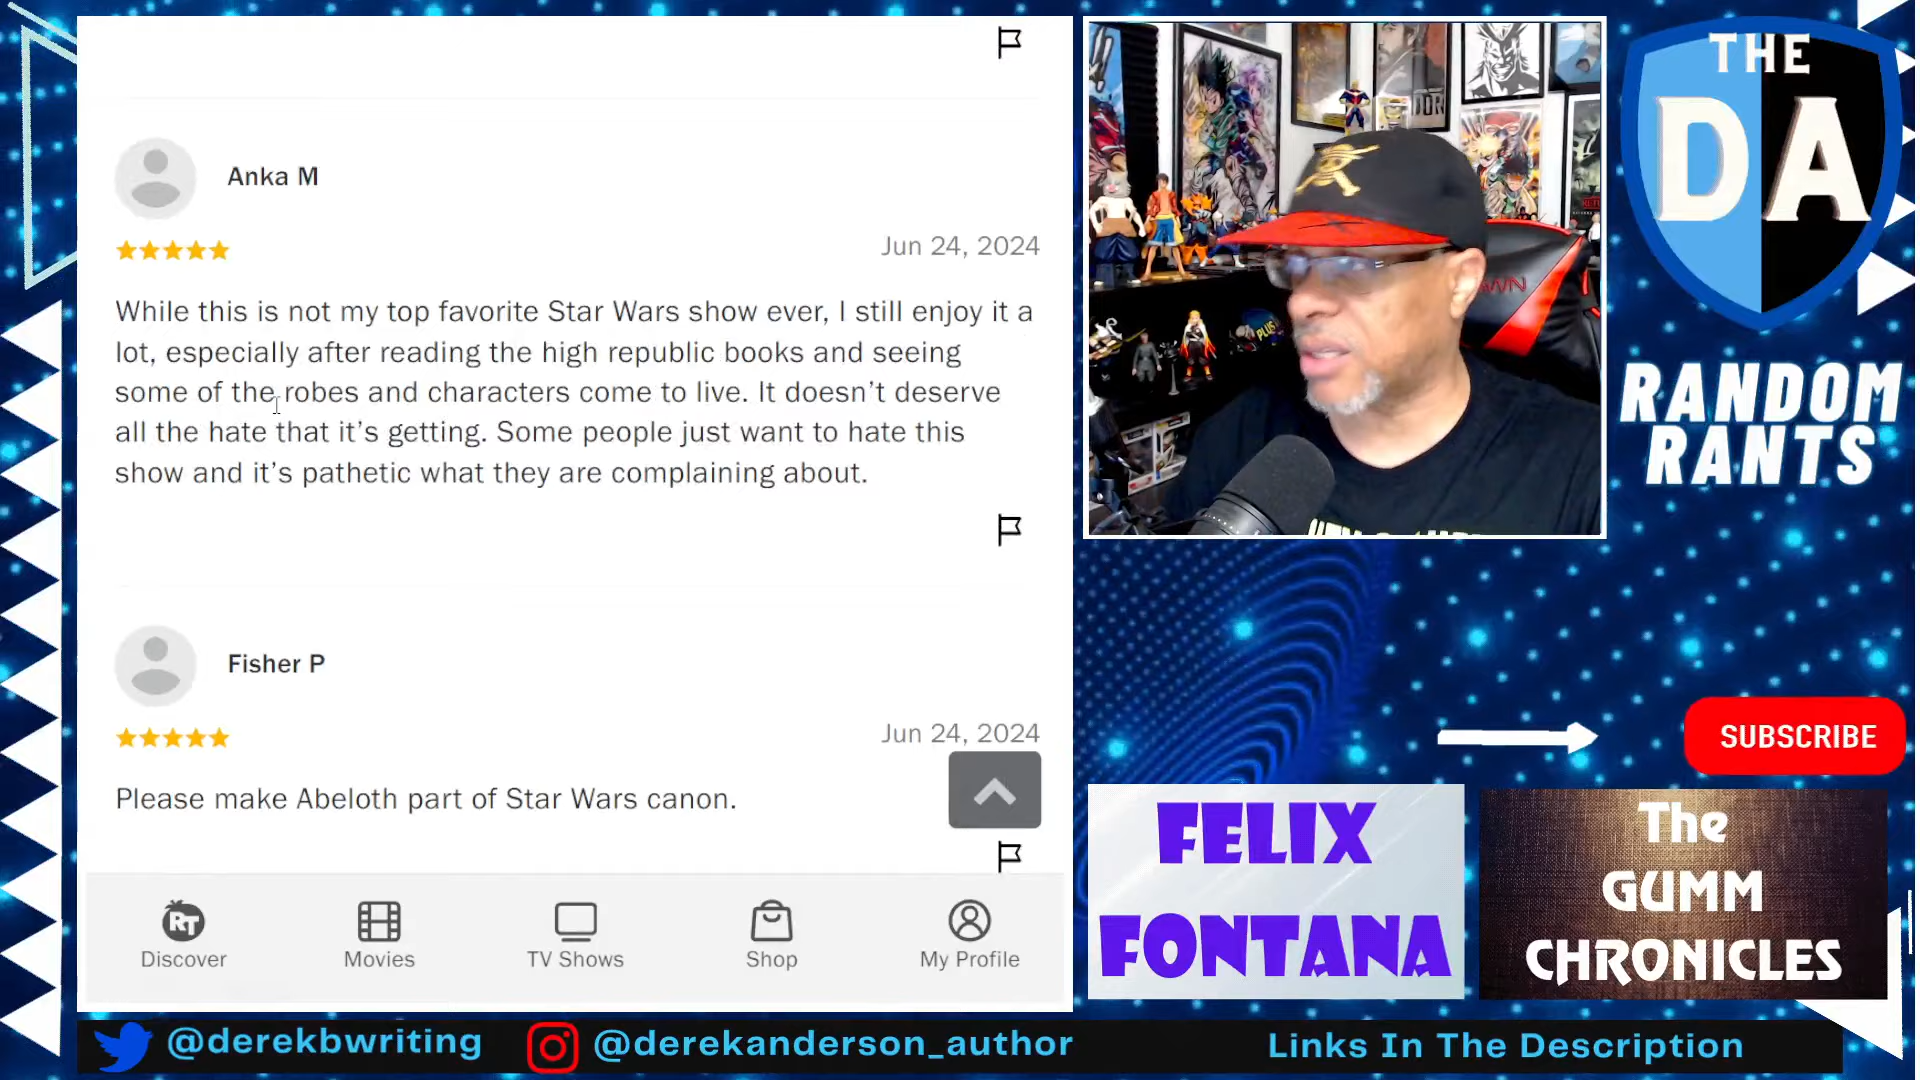 Anka M
Jun 24, 2024
While this is not my top favorite Star Wars show ever, I still enjoy it a
lot, especially after reading the high republic books and seeing
some of the robes and characters come to live. It doesn’t deserve
all the hate that it’s getting. Some people just want to hate this
show and it’s pathetic what they are complaining about.
Fisher P
Jun 24, 2024
Please make Abeloth part of Star Wars canon.
RT
Discover
Movies
TV Shows
Shop
My Profile
THE
DA
RANDOM
RANTS
SUBSCRIBE
FELIX
FONTANA
The
GUMM
CHRONICLES
@derekbwriting
@derekanderson_author
Links In The Description